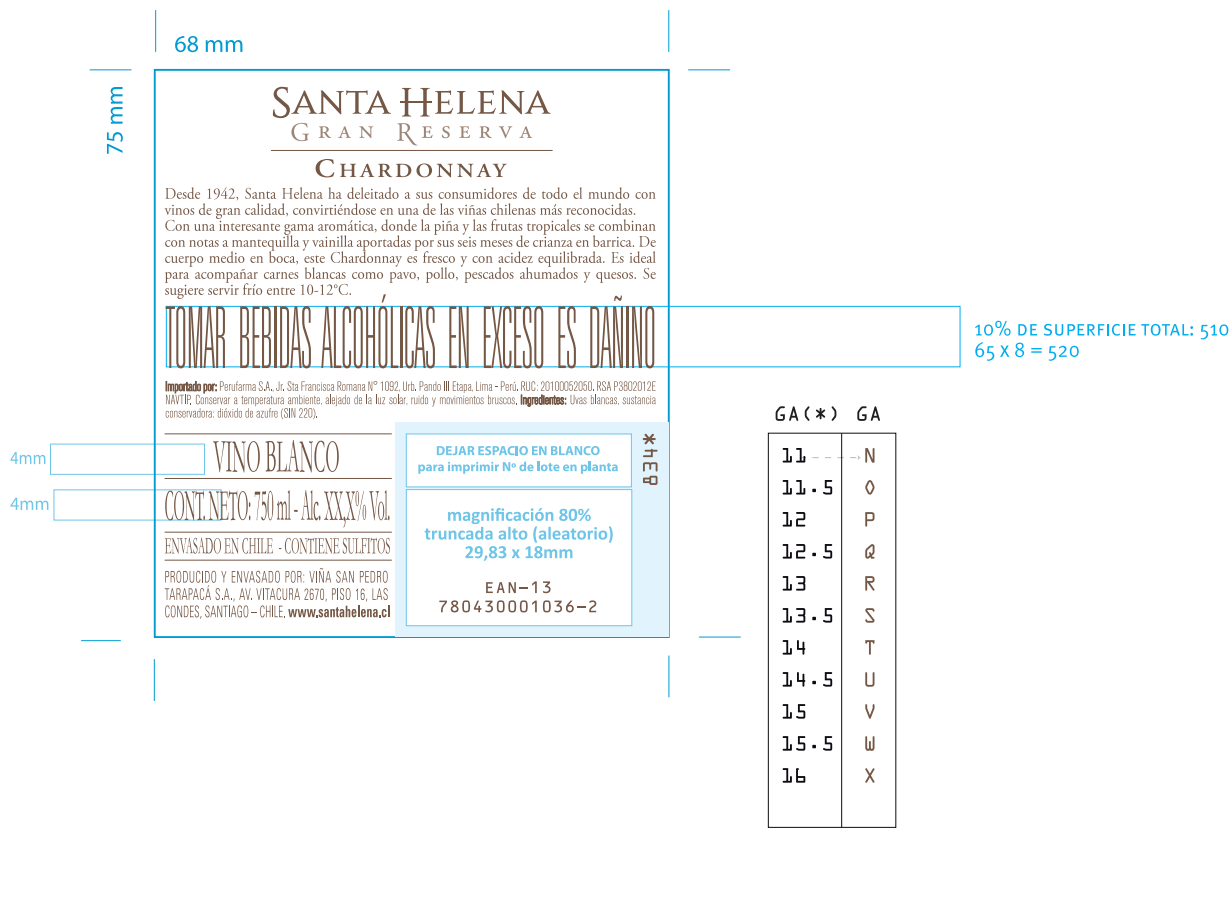 68 mm
75 mm
SANTA HELENA
GRAN RESERVA
CHARDONNAY
Desde 1942, Santa Helena ha deleitado a sus consumidores de todo el mundo con
vinos de gran calidad, convirtiéndose en una de las viñas chilenas más reconocidas.
Con una interesante gama aromática, donde la piña y las frutas tropicales se combinan
con notas a mantequilla y vainilla aportadas por sus seis meses de crianza en barrica. De
cuerpo medio en boca, este Chardonnay es fresco y con acidez equilibrada. Es ideal
para acompañar carnes blancas como pavo, pollo, pescados ahumados y quesos. Se
sugiere servir frío entre 10-12°C.
TOMAR BEBIDAS ALCOHÓLICAS EN EXCESO ES DAÑINO
10% DE SUPERFICIE TOTAL: 510
65 X 8 = 520
Importado por: Perufarma S.A., Jr. Sta Francisca Romana N° 1092, Urb. Pando III Etapa, Lima - Perú. RUC: 20100052050. RSA P3802012E
NAVTIP. Conservar a temperatura ambiente, alejado de la luz solar, ruido y movimientos bruscos. Ingredientes: Uvas blancas, sustancia
conservadora: dióxido de azufre (SIN 220).
4mm
VINO BLANCO
4mm
CONT. NETO: 750 ml - Alc. XX,X% Vol.
ENVASADO EN CHILE - CONTIENE SULFITOS
PRODUCIDO Y ENVASADO POR: VIÑA SAN PEDRO
TARAPACÁ S.A., AV. VITACURA 2670, PISO 16, LAS
CONDES, SANTIAGO – CHILE. www.santahelena.cl
DEJAR ESPACIO EN BLANCO
para imprimir Nº de lote en planta
magnificación 80%
truncada alto (aleatorio)
29,83 x 18mm
EAN-13
780430001036-2
GA(*) GA
11 N
11.5 O
12 P
12.5 Q
13 R
13.5 S
14 T
14.5 U
15 V
15.5 W
16 X